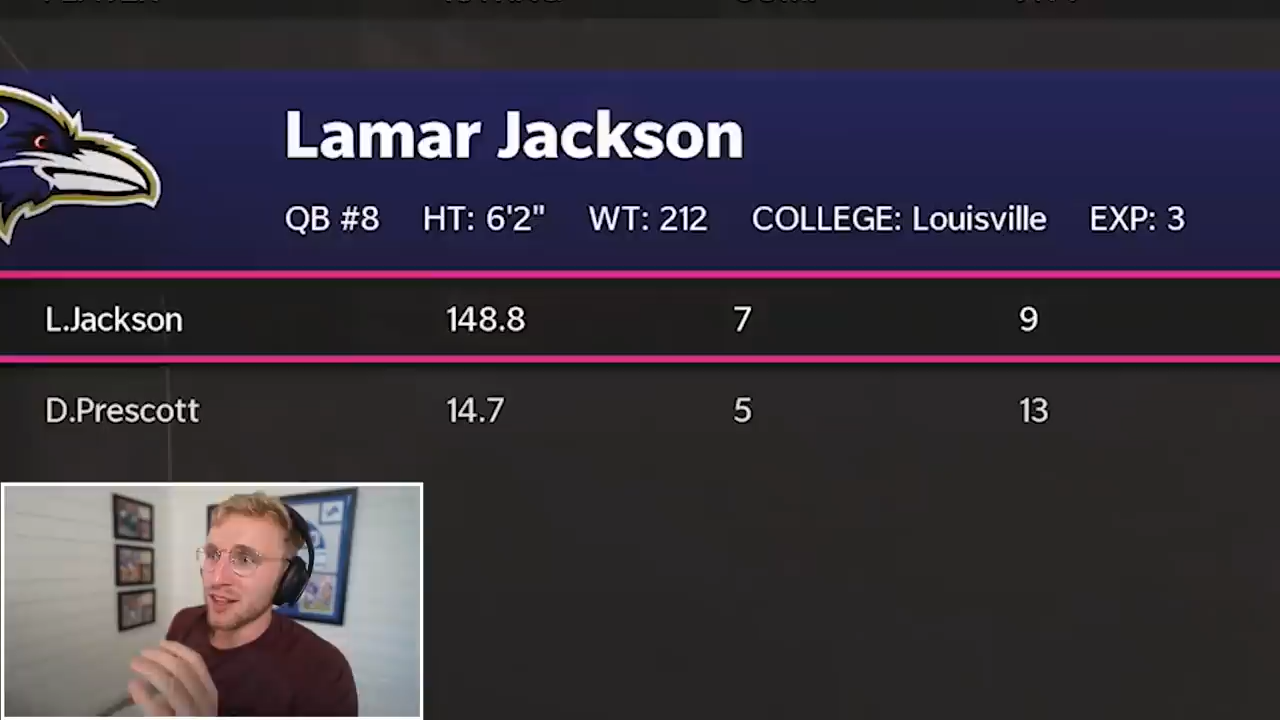 Lamar Jackson
QB #8 HT: 6'2" WT: 212 COLLEGE: Louisville EXP: 3
L.Jackson 148.8 7 9
D.Prescott 14.7 5 13